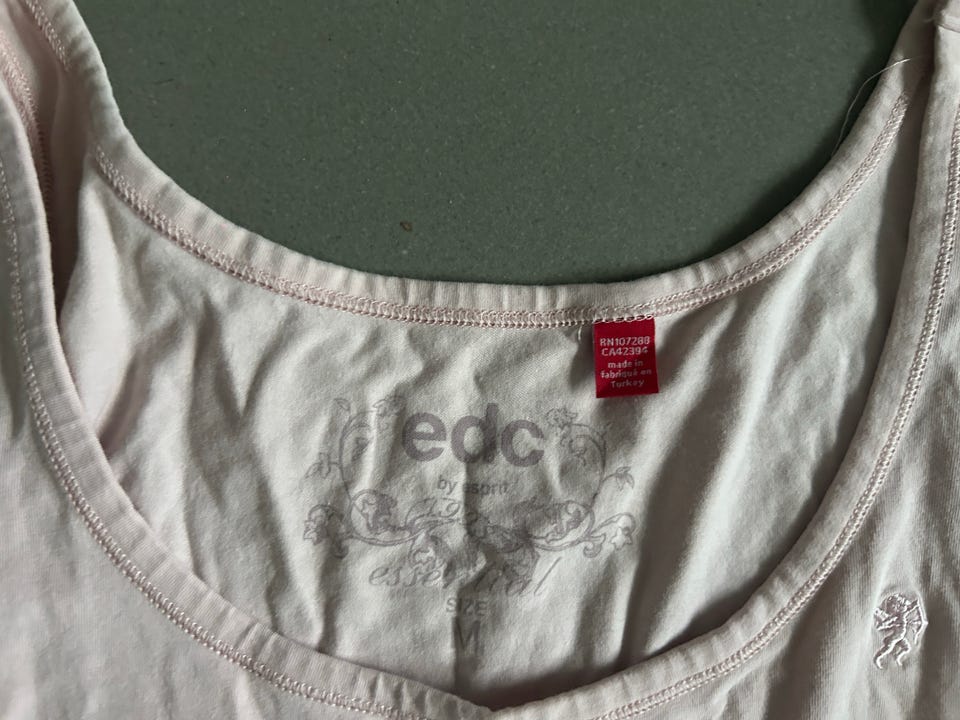 RN107288
CA42394
made in
fabriqué en
Turkey
edc
by esprit
essential
SIZE
M